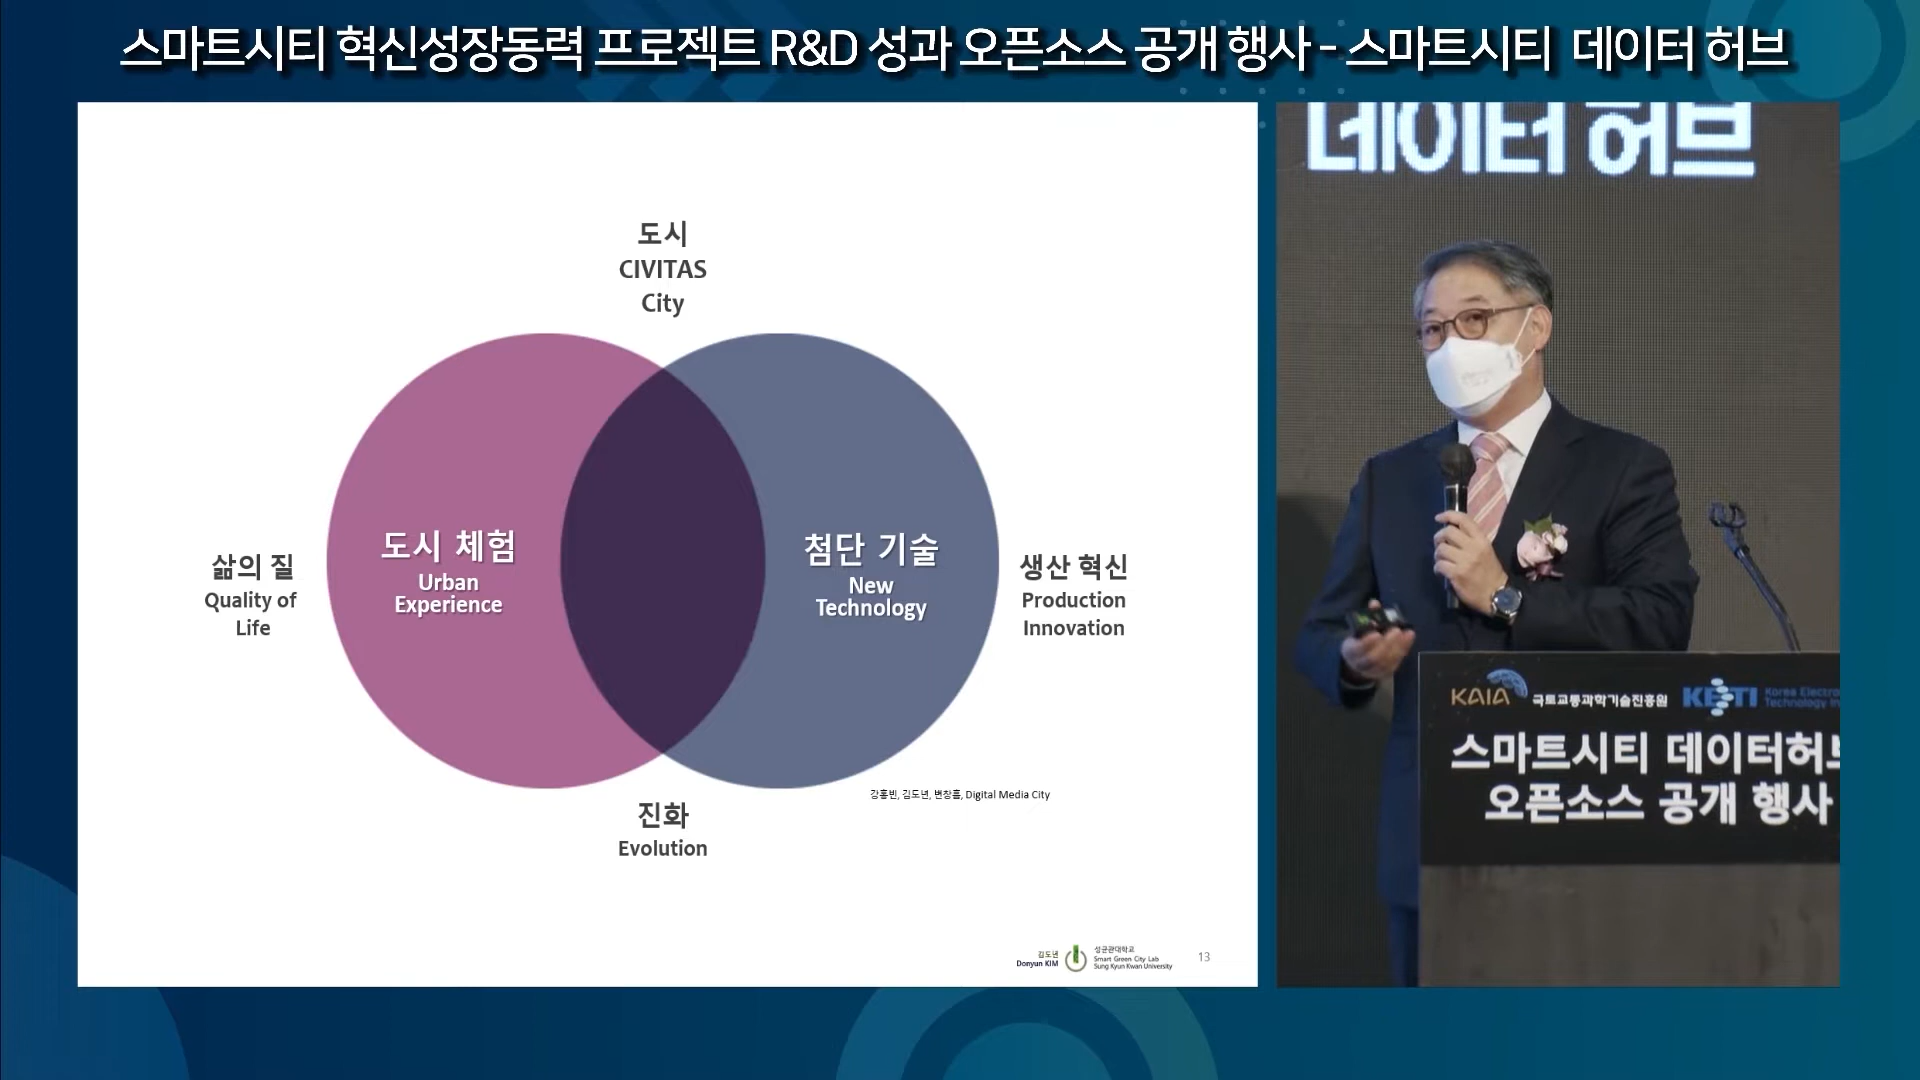 스마트시티 혁신성장동력 프로젝트 R&D 성과 오픈소스 공개 행사 - 스마트시티 데이터 허브
도시
CIVITAS
City
도시 체험
Urban
Experience
첨단 기술
New
Technology
삶의 질
Quality of
Life
생산 혁신
Production
Innovation
진화
Evolution
강홍빈, 김도년, 변창흠, Digital Media City
김도년
Donyun KIM
성균관대학교
Smart Green City Lab
Sung Kyun Kwan University
13
데이터 허브
KAIA 국토교통과학기술진흥원
KETI Korea Electro
Technology In
스마트시티 데이터허브
오픈소스 공개 행사